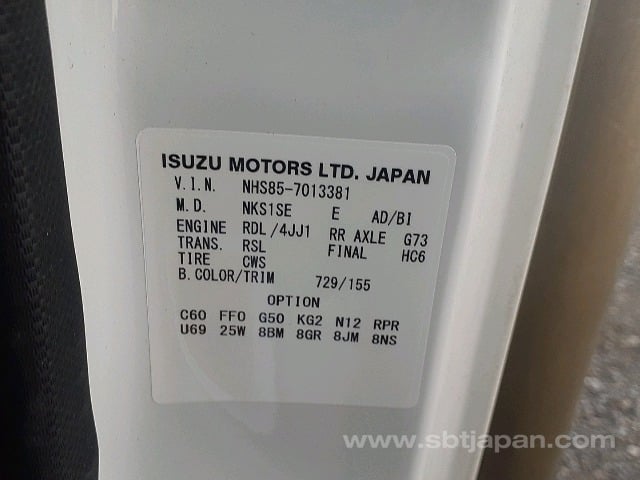 ISUZU MOTORS LTD. JAPAN
V.I.N. NHS85-7013381
M.D. NKS1SE E AD/BI
ENGINE RDL/4JJ1 RR AXLE G73
TRANS. RSL FINAL HC6
TIRE CWS
B.COLOR/TRIM 729/155
OPTION
C60 FF0 G50 KG2 N12 RPR
U69 25W 8BM 8GR 8JM 8NS
www.sbtjapan.com